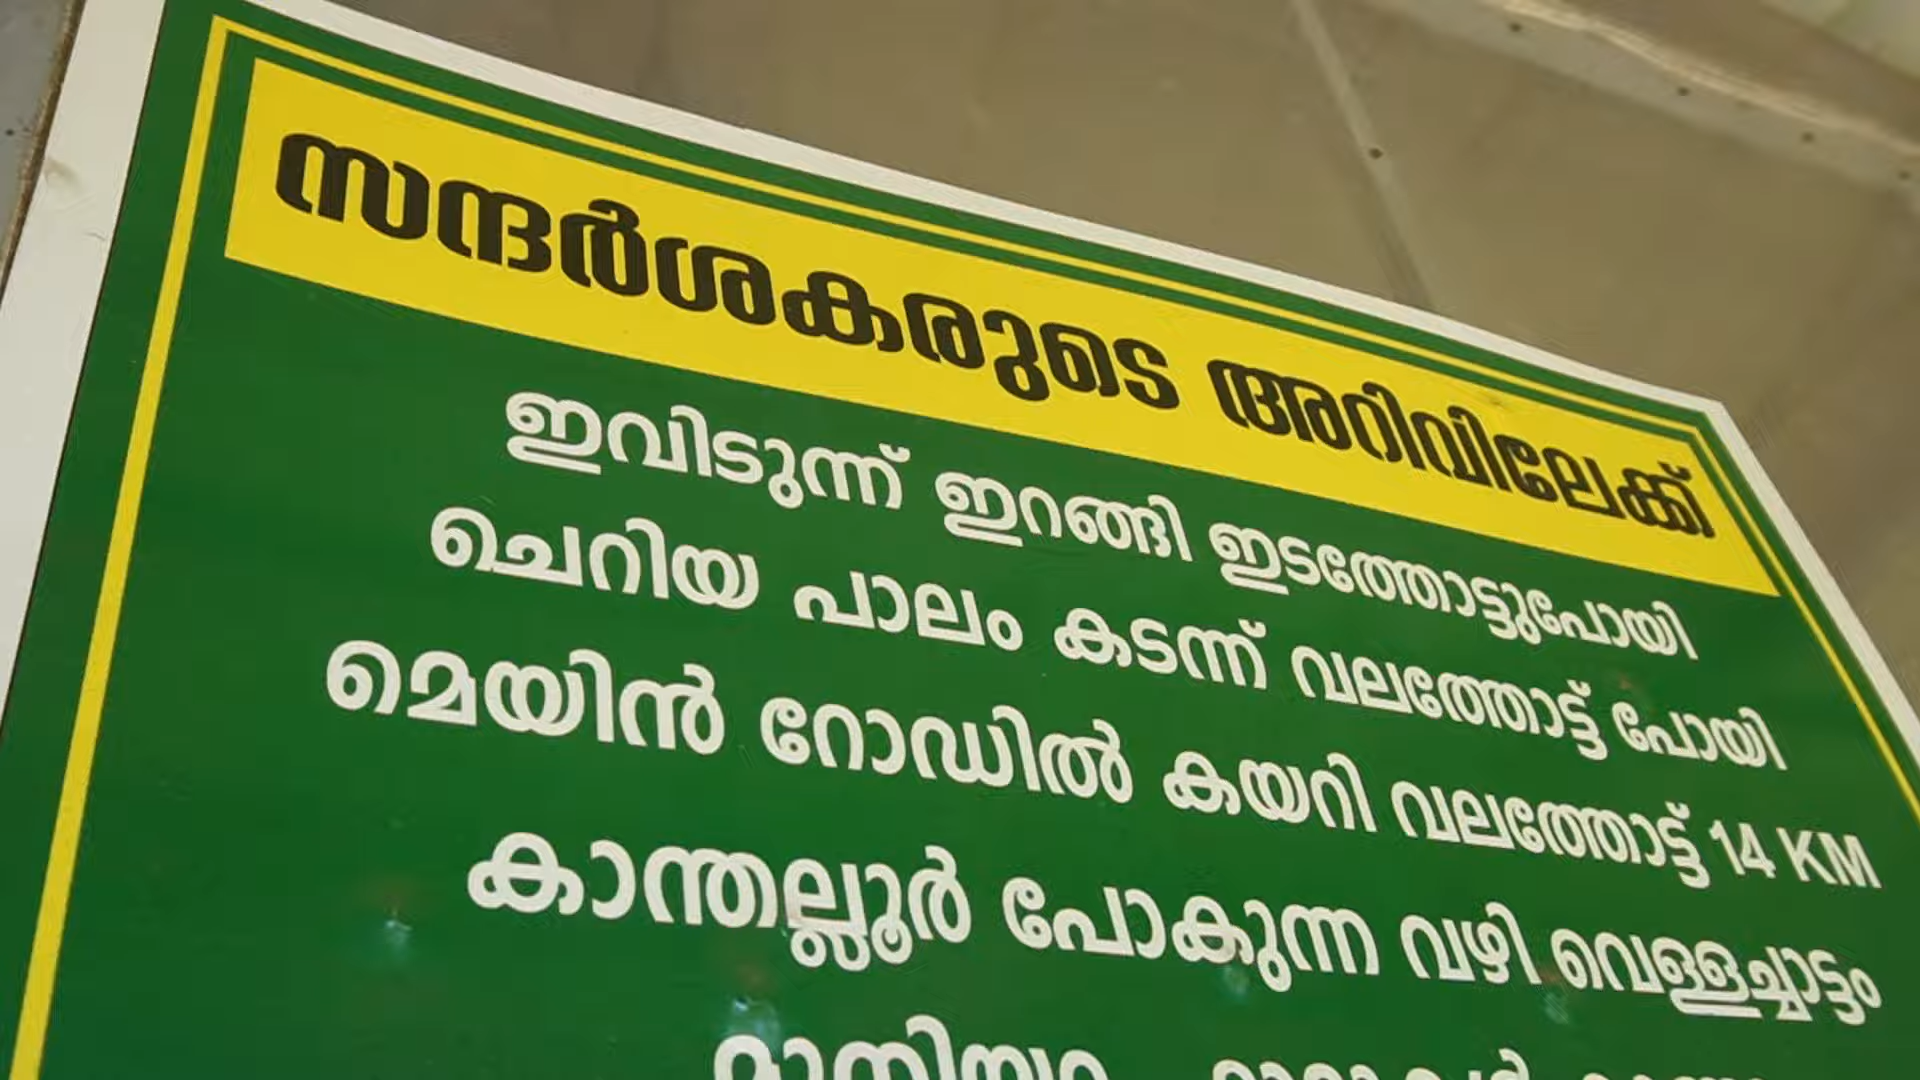 സന്ദർശകരുടെ അറിവിലേക്ക്
ഇവിടുന്ന് ഇറങ്ങി ഇടത്തോട്ടുപോയി
ചെറിയ പാലം കടന്ന് വലത്തോട്ട് പോയി
മെയിൻ റോഡിൽ കയറി വലത്തോട്ട് 14 KM
കാന്തല്ലൂർ പോകുന്ന വഴി വെള്ളച്ചാട്ടം